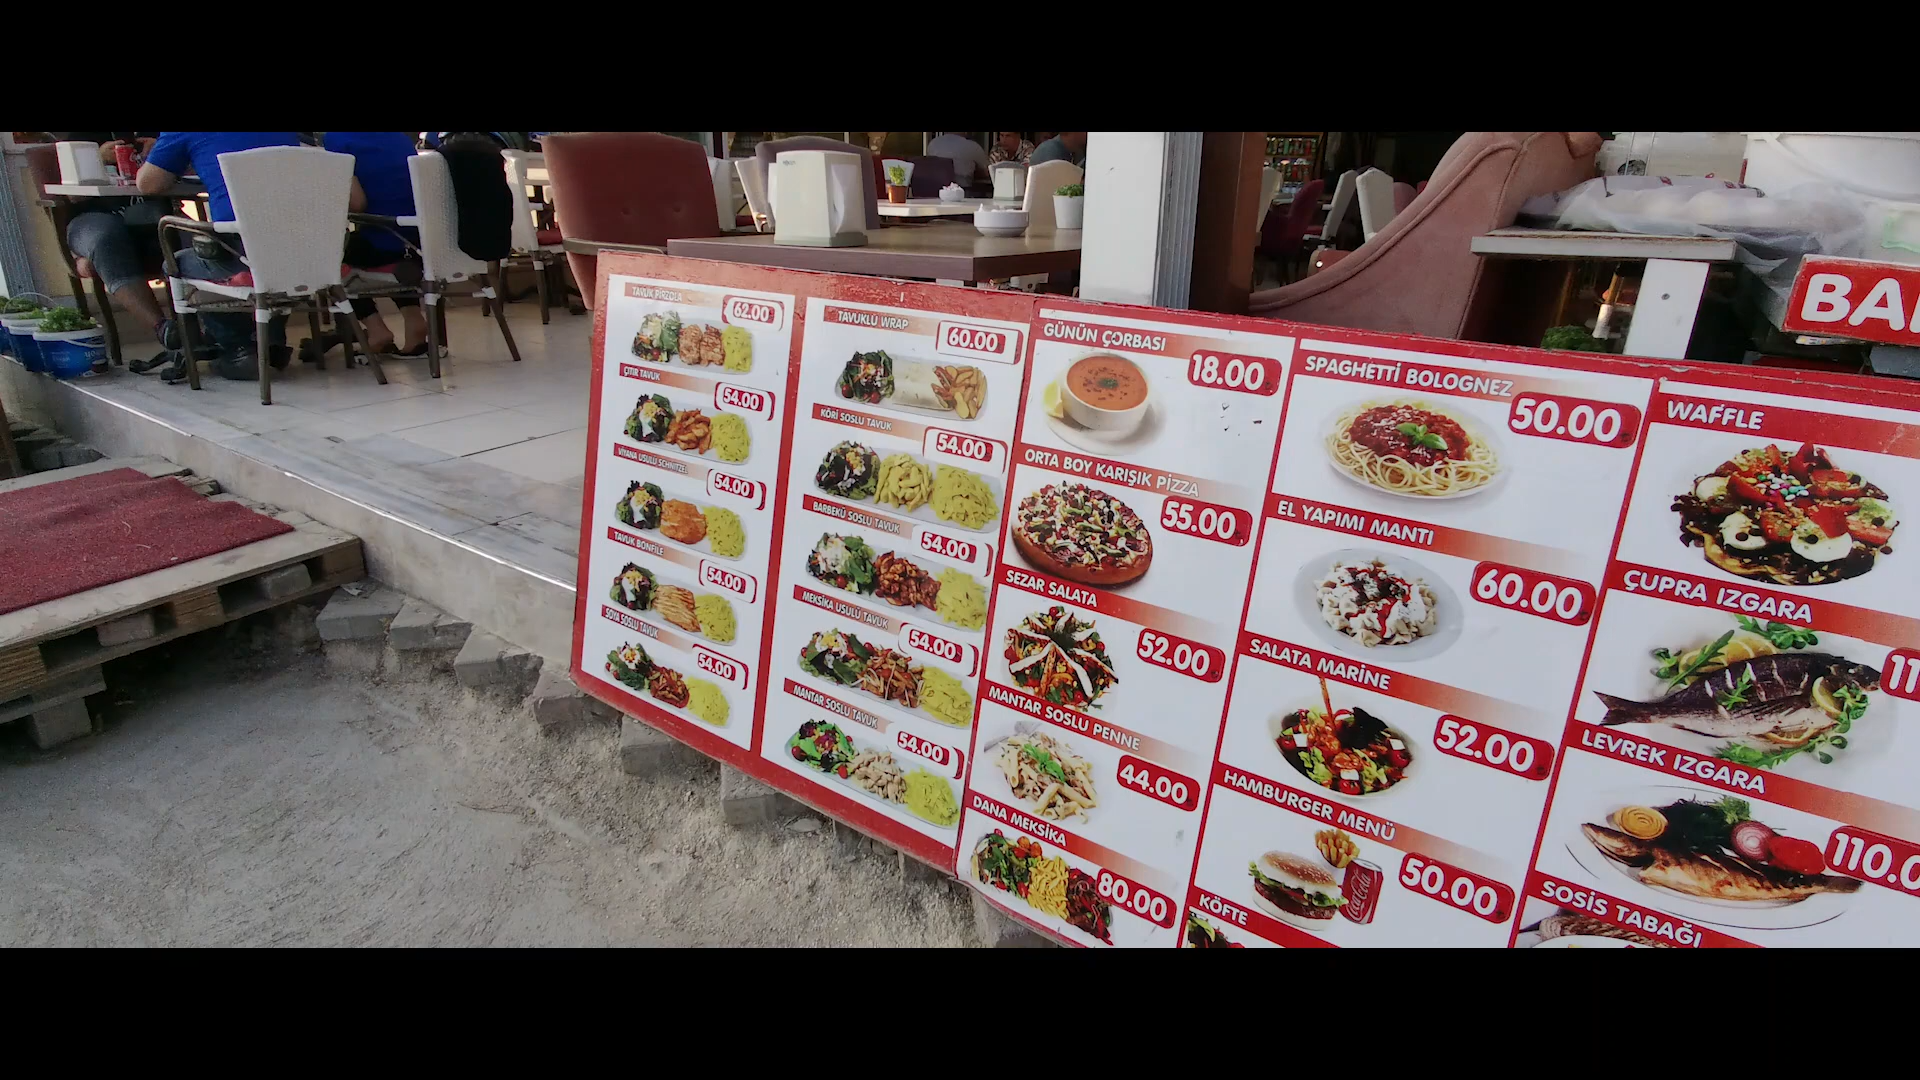 TAVUK PİRZOLA
62.00
ÇITIR TAVUK
54.00
VİYANA USULÜ SCHNITZEL
54.00
TAVUK BONFİLE
54.00
SOYA SOSLU TAVUK
54.00
TAVUKLU WRAP
60.00
KÖRİ SOSLU TAVUK
54.00
BARBEKÜ SOSLU TAVUK
54.00
MEKSİKA USULÜ TAVUK
54.00
MANTAR SOSLU TAVUK
54.00
GÜNÜN ÇORBASI
18.00
ORTA BOY KARIŞIK PİZZA
55.00
SEZAR SALATA
52.00
MANTAR SOSLU PENNE
44.00
DANA MEKSİKA
80.00
SPAGHETTİ BOLOGNEZ
50.00
EL YAPIMI MANTI
60.00
SALATA MARİNE
52.00
HAMBURGER MENÜ
50.00
Coca-Cola
KÖFTE
WAFFLE
ÇUPRA IZGARA
11
LEVREK IZGARA
110.0
SOSİS TABAĞI
BA